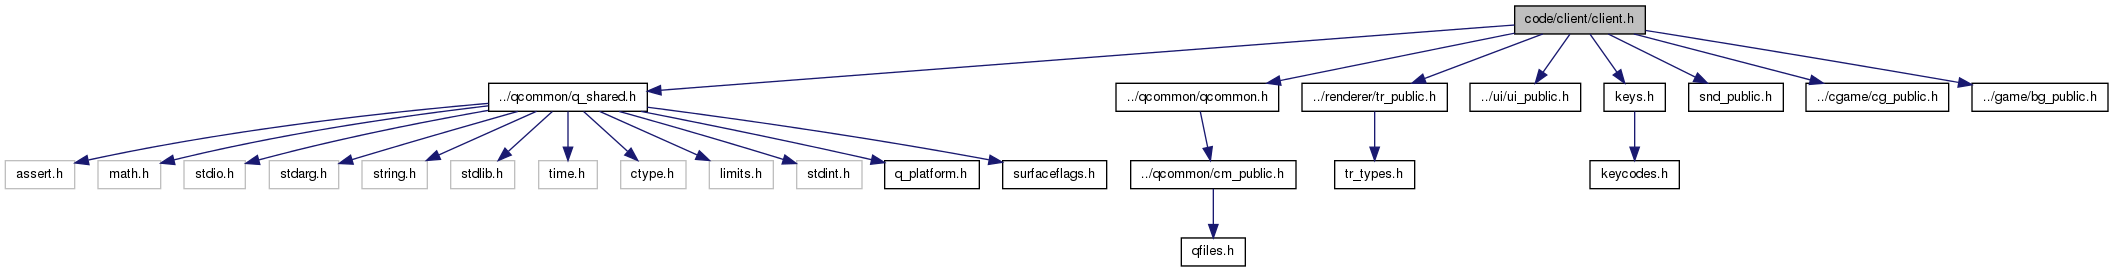 code/client/client.h
../qcommon/q_shared.h
../qcommon/qcommon.h
../renderer/tr_public.h
../ui/ui_public.h
keys.h
snd_public.h
../cgame/cg_public.h
../game/bg_public.h
assert.h
math.h
stdio.h
stdarg.h
string.h
stdlib.h
time.h
ctype.h
limits.h
stdint.h
q_platform.h
surfaceflags.h
../qcommon/cm_public.h
tr_types.h
keycodes.h
qfiles.h